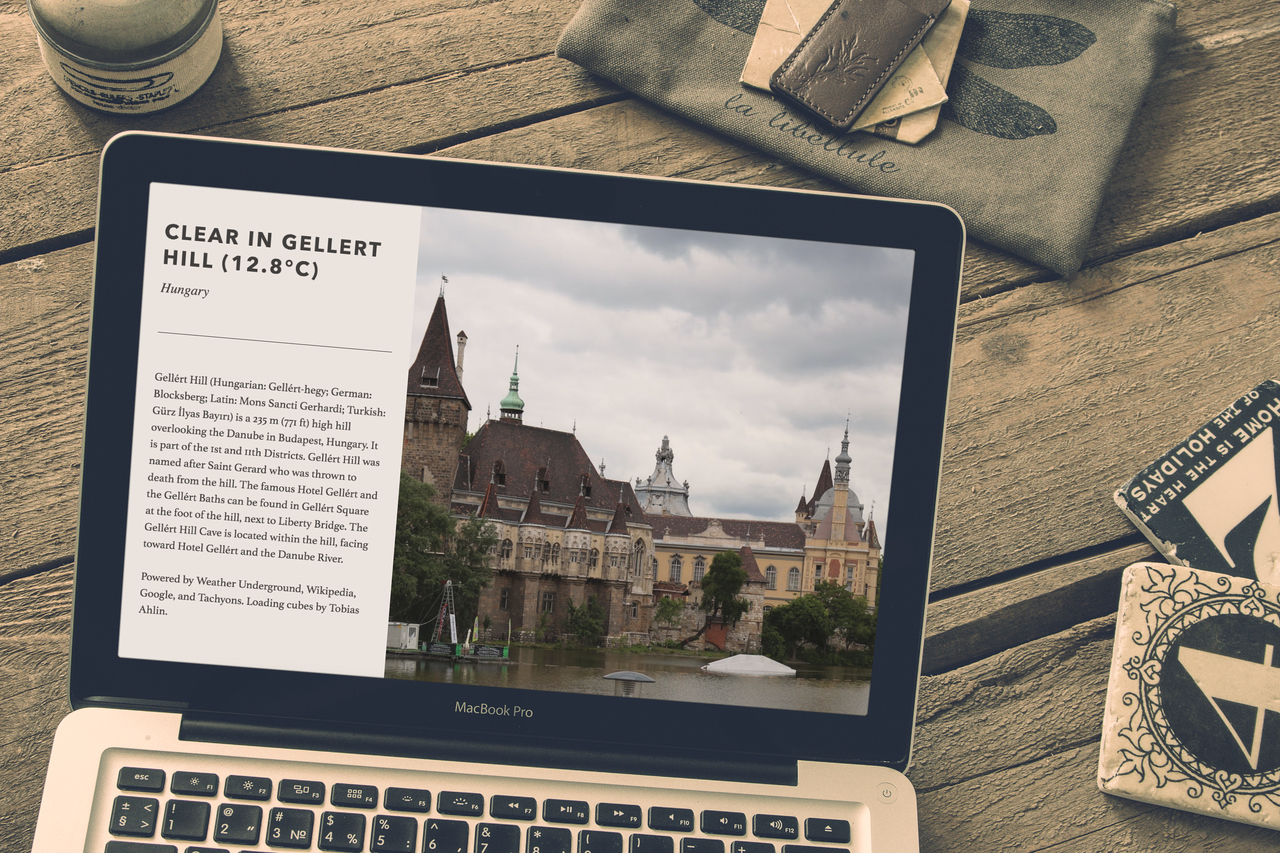 la libellule
CLEAR IN GELLERT
HILL (12.8°C)
Hungary
Gellért Hill (Hungarian: Gellért-hegy; German:
Blocksberg; Latin: Mons Sancti Gerhardi; Turkish:
Gürz İlyas Bayırı) is a 235 m (771 ft) high hill
overlooking the Danube in Budapest, Hungary. It
is part of the 1st and 11th Districts. Gellért Hill was
named after Saint Gerard who was thrown to
death from the hill. The famous Hotel Gellért and
the Gellért Baths can be found in Gellért Square
at the foot of the hill, next to Liberty Bridge. The
Gellért Hill Cave is located within the hill, facing
toward Hotel Gellért and the Danube River.
Powered by Weather Underground, Wikipedia,
Google, and Tachyons. Loading cubes by Tobias
Ahlin.
HOME IS THE HEART
OF THE HOLIDAYS
MacBook Pro
esc F1 F2 F3 F4 F5 F6 F7 F8 F9 F10 F11 F12
± < § > ! 1 @ 2 " # 3 № $ 4 % % 5 : ^ 6 , & 7 * 8 ( ) − +